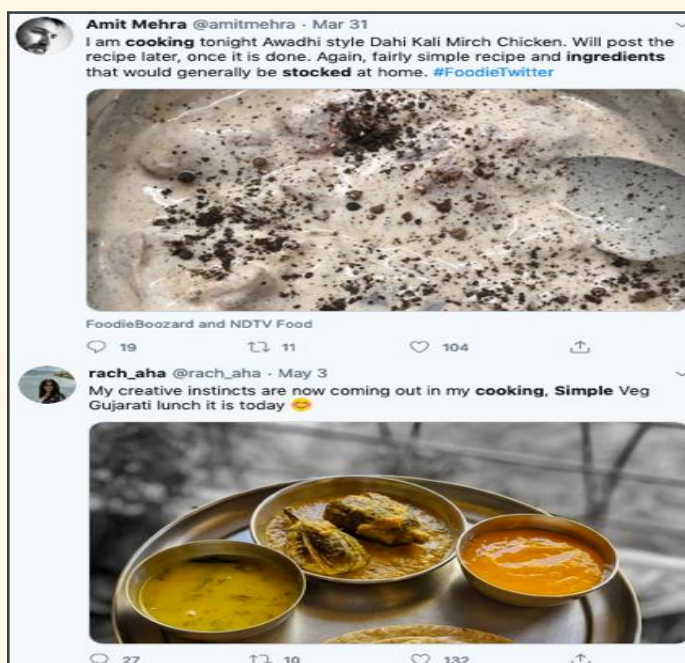 Amit Mehra @amitmehra · Mar 31
I am cooking tonight Awadhi style Dahi Kali Mirch Chicken. Will post the
recipe later, once it is done. Again, fairly simple recipe and ingredients
that would generally be stocked at home. #FoodieTwitter
FoodieBoozard and NDTV Food
19 11 104
rach_aha @rach_aha · May 3
My creative instincts are now coming out in my cooking, Simple Veg
Gujarati lunch it is today 😊
27 10 132